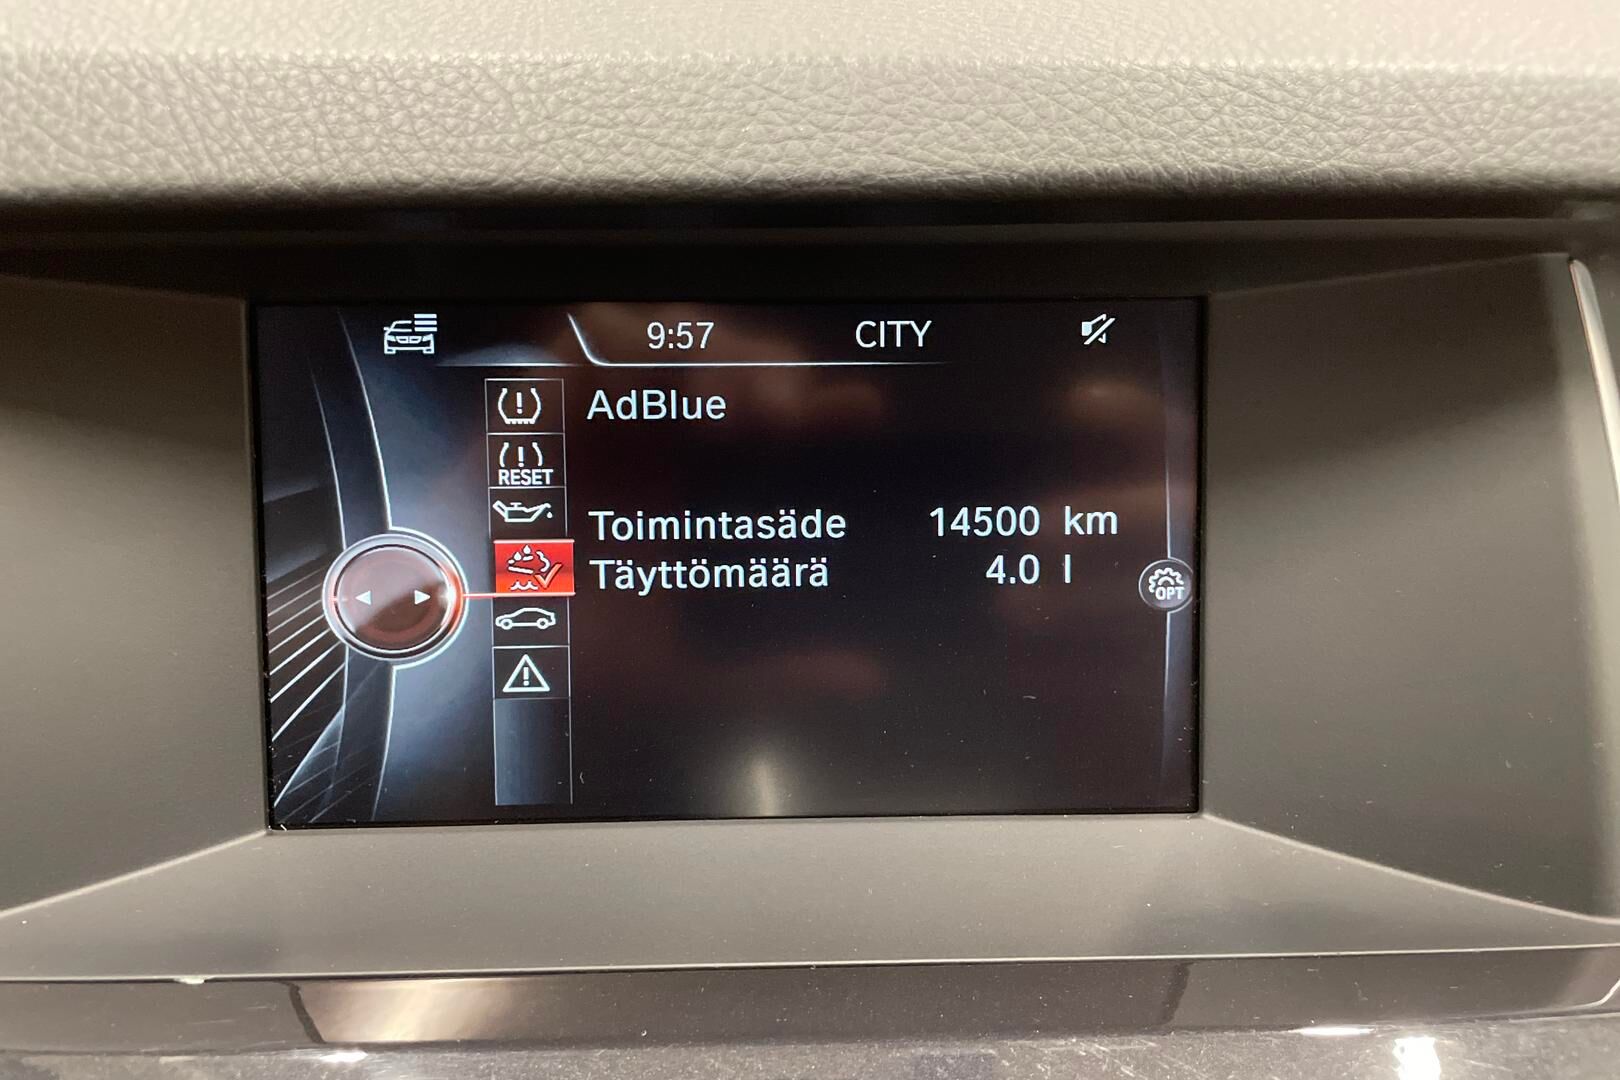 9:57 CITY
AdBlue
RESET
Toimintasäde 14500 km
Täyttömäärä 4.0 l
OPT